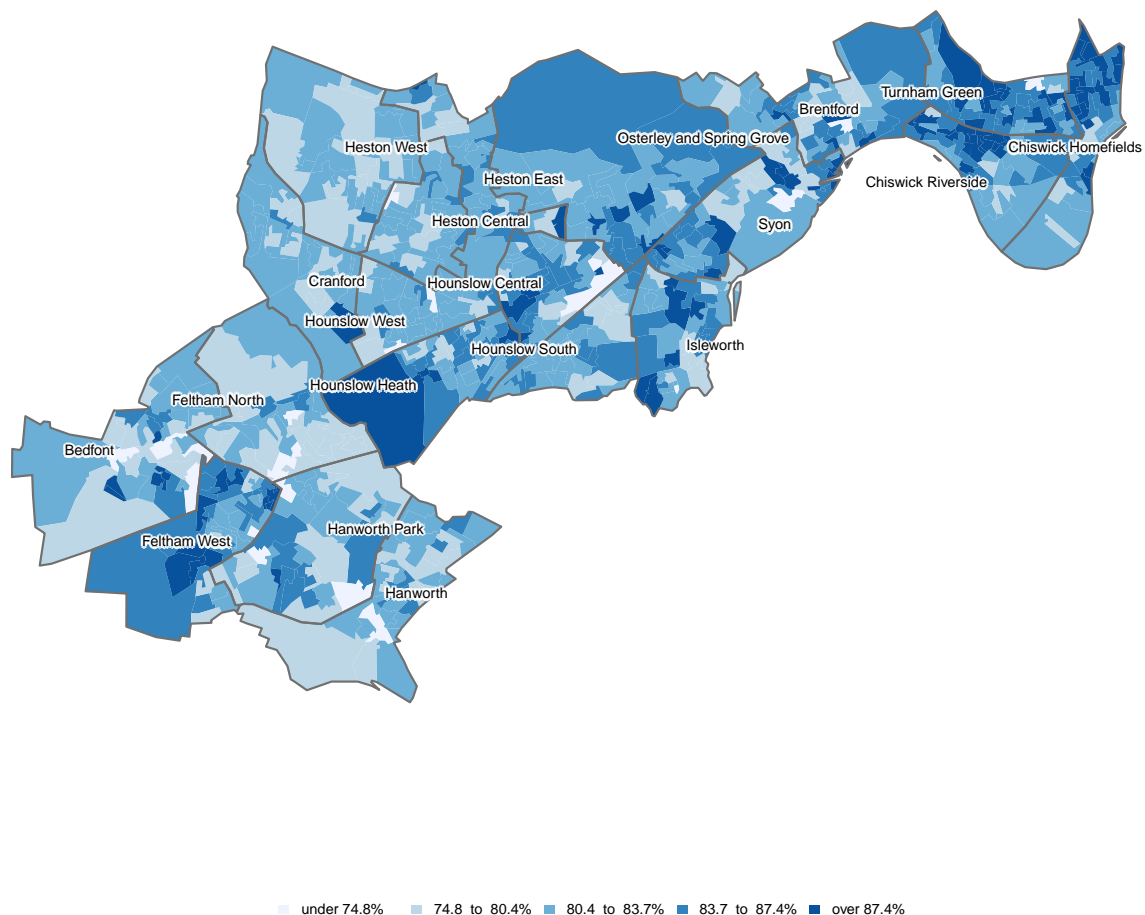 Turnham Green
Brentford
Osterley and Spring Grove
Heston West
Chiswick Homefields
Heston East
Chiswick Riverside
Heston Central
Syon
Cranford
Hounslow Central
Hounslow West
Hounslow South
Isleworth
Hounslow Heath
Feltham North
Bedfont
Hanworth Park
Feltham West
Hanworth
under 74.8% 74.8 to 80.4% 80.4 to 83.7% 83.7 to 87.4% over 87.4%